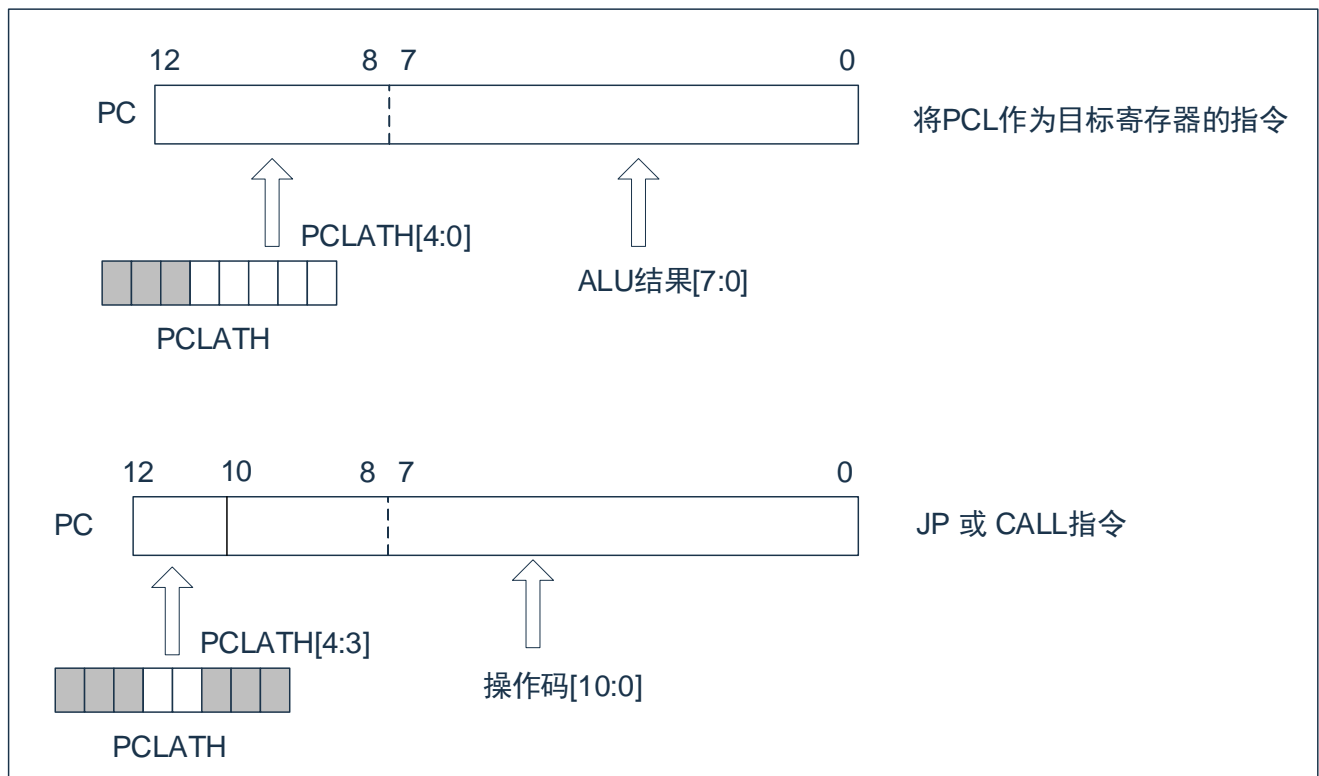 12 8 7 0
PC
将PCL作为目标寄存器的指令
PCLATH[4:0]
ALU结果[7:0]
PCLATH
12 10 8 7 0
PC
JP 或 CALL指令
PCLATH[4:3]
操作码[10:0]
PCLATH